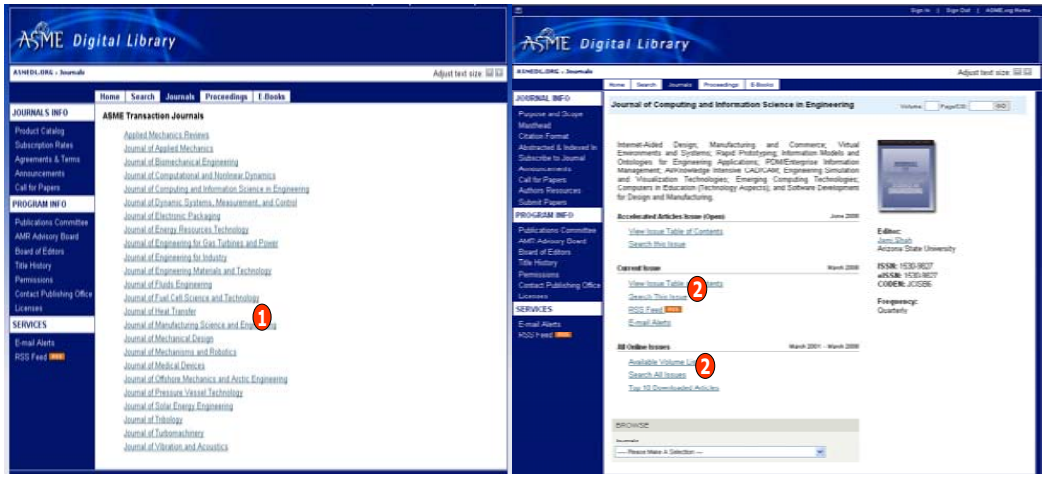 ASME Digital Library
ASMEDL.ORG > Journals
Adjust text size:
Home Search Journals Proceedings E-Books
JOURNALS INFO
Product Catalog
Subscription Rates
Agreements & Terms
Announcements
Call for Papers
PROGRAM INFO
Publications Committee
AMR Advisory Board
Board of Editors
Title History
Permissions
Contact Publishing Office
Licenses
SERVICES
E-mail Alerts
RSS Feed
ASME Transaction Journals
Applied Mechanics Reviews
Journal of Applied Mechanics
Journal of Biomechanical Engineering
Journal of Computational and Nonlinear Dynamics
Journal of Computing and Information Science in Engineering
Journal of Dynamic Systems, Measurement, and Control
Journal of Electronic Packaging
Journal of Energy Resources Technology
Journal of Engineering for Gas Turbines and Power
Journal of Engineering for Industry
Journal of Engineering Materials and Technology
Journal of Fluids Engineering
Journal of Fuel Cell Science and Technology
Journal of Heat Transfer
1
Journal of Manufacturing Science and
Journal of Mechanical Design
Journal of Mechanisms and Robotics
Journal of Medical Devices
Journal of Offshore Mechanics and Arctic Engineering
Journal of Pressure Vessel Technology
Journal of Solar Energy Engineering
Journal of Tribology
Journal of Turbomachinery
Journal of Vibration and Acoustics
Sign In | Sign Out | ASME.org Home
ASME Digital Library
ASMEDL.ORG > Journals
Adjust text size:
Home Search Journals Proceedings E-Books
JOURNAL INFO
Purpose and Scope
Masthead
Citation Format
Abstracted & Indexed In
Subscribe to Journal
Announcements
Call for Papers
Authors Resources
Submit Papers
PROGRAM INFO
Publications Committee
AMR Advisory Board
Board of Editors
Title History
Permissions
Contact Publishing Office
Licenses
SERVICES
E-mail Alerts
RSS Feed
Journal of Computing and Information Science in Engineering
Volume: Page/CID: GO
Internet-Aided Design, Manufacturing and Commerce; Virtual
Environments and Systems; Rapid Prototyping; Information Models and
Ontologies for Engineering Applications; PDM/Enterprise Information
Management; AI/Knowledge Intensive CAD/CAM; Engineering Simulation
and Visualization Technologies; Emerging Computing Technologies;
Computers in Education (Technology Aspects); and Software Development
for Design and Manufacturing.
Accelerated Articles Issue (Open) June 2008
View Issue Table of Contents
Search this Issue
Current Issue March 2008
View Issue Table
2
Search This Issue
RSS Feed
E-mail Alerts
All Online Issues March 2001 - March 2008
Available Volume
2
Search All Issues
Top 10 Downloaded Articles
Editor:
Jami Shah
Arizona State University
ISSN: 1530-9827
eISSN: 1530-9827
CODEN: JCISB6
Frequency:
Quarterly
BROWSE
Journals
---- Please Make A Selection ----